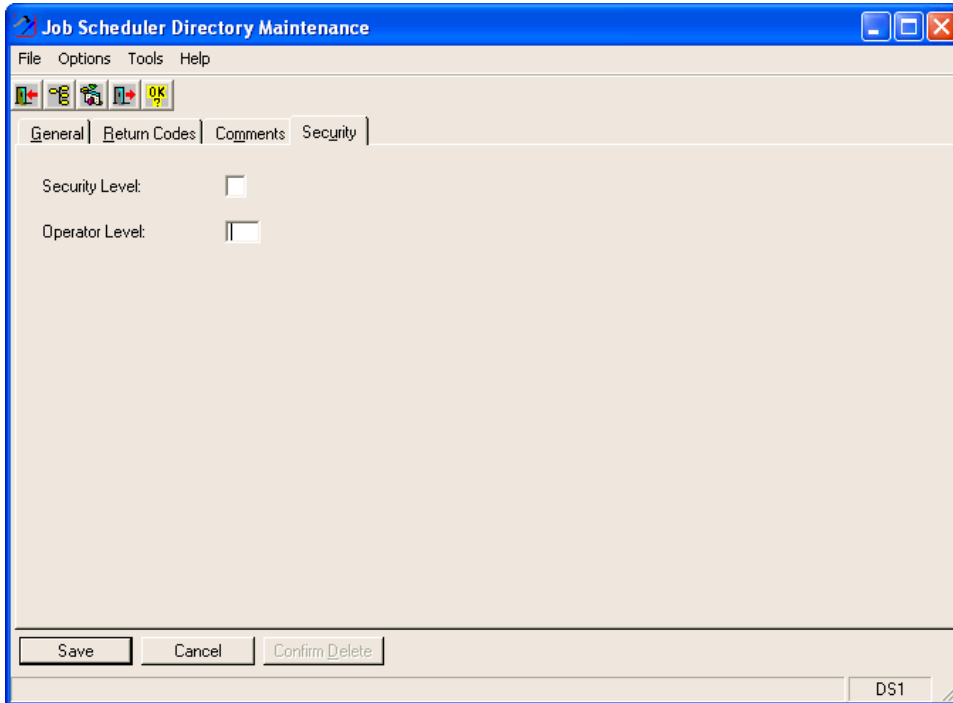 Job Scheduler Directory Maintenance
File Options Tools Help
OK ?
General Return Codes Comments Security
Security Level:
Operator Level:
Save Cancel Confirm Delete
DS1